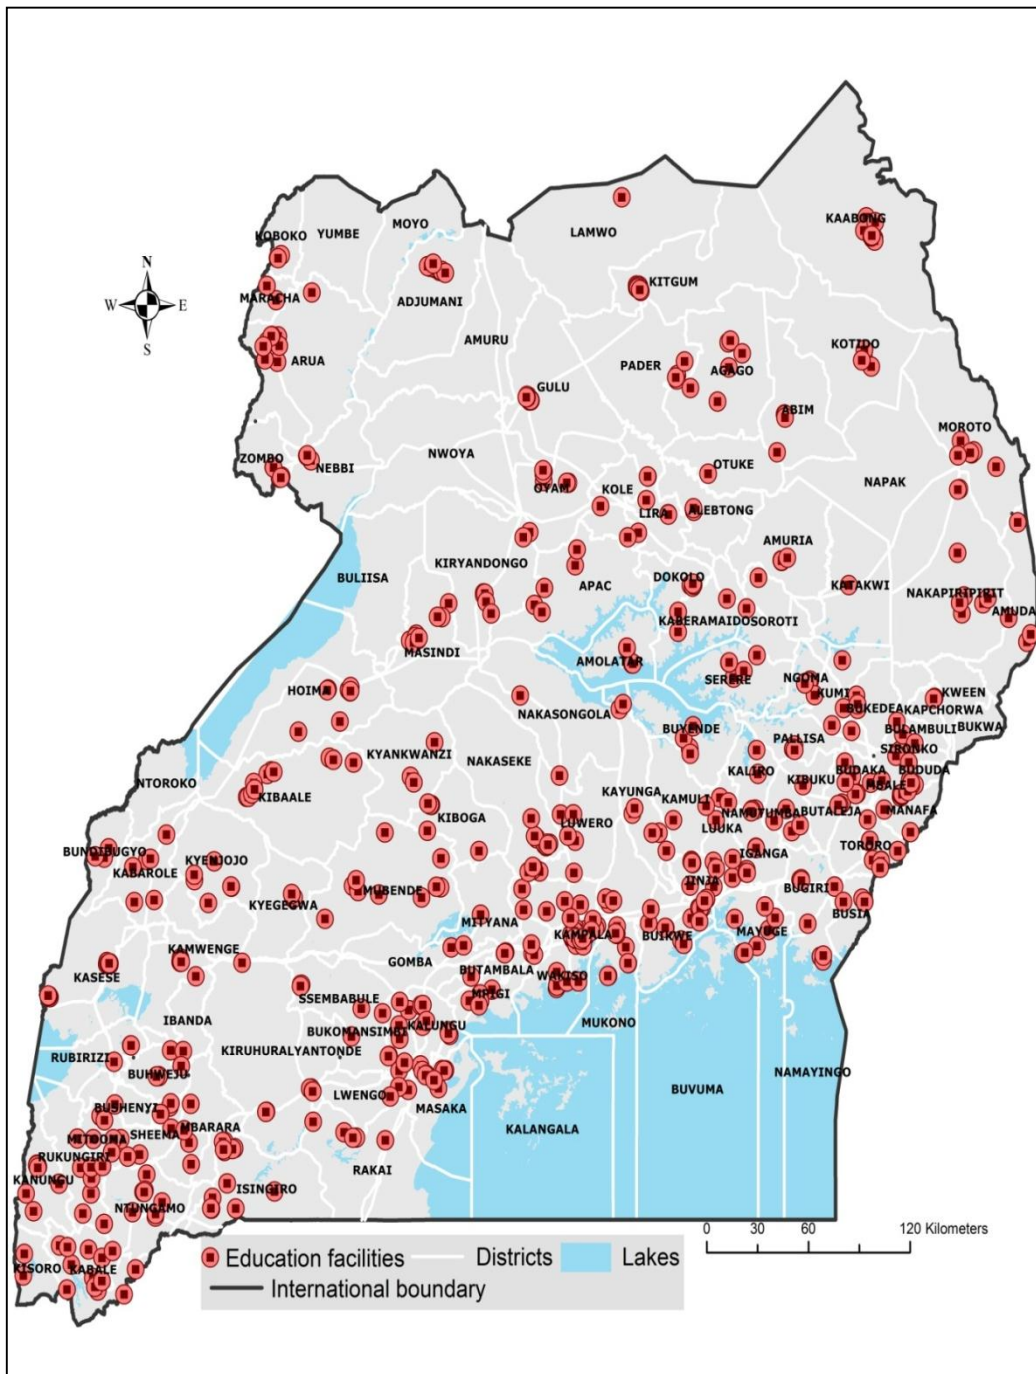 KAABONG
MOYO
LAMWO
YUMBE
KOBOKO
N
KITGUM
MARACHA
W E
ADJUMANI
S
AMURU
KOTIDO
ARUA
PADER
AGAGO
GULU
ABIM
MOROTO
ZOMBO
NEBBI
NWOYA
OTUKE
NAPAK
OYAM
KOLE
LIRA
ALEBTONG
AMURIA
KIRYANDONGO
BULIISA
DOKOLO
KATAKWI
APAC
NAKAPIRIPIRIT
AMUDA
KABERAMAIDO
SOROTI
MASINDI
AMOLATAR
SERERE
NGOMA
HOIMA
KUMI
KWEEN
BUKEDEA
KAPCHORWA
NAKASONGOLA
BUYENDE
BULAMBULI
BUKWA
PALLISA
SIRONKO
KYANKWANZI
NAKASEKE
KALIRO
BUDAKA
BUDUDA
NTOROKO
KIBUKU
MBALE
KIBAALE
KAYUNGA
KAMULI
KIBOGA
NAMUTUMBA
BUTALEJA
MANAFA
LUWERO
LUUKA
TORORO
BUNDIBUGYO
KYENJOJO
IGANGA
KABAROLE
JINJA
BUGIRI
MUBENDE
KYEGEGWA
BUSIA
MITYANA
MAYUGE
KAMPALA
BUIKWE
KAMWENGE
GOMBA
BUTAMBALA
WAKISO
KASESE
SSEMBABULE
MPIGI
IBANDA
BUKOMANSIMBI
KALUNGU
MUKONO
KIRUHURA
LYANTONDE
RUBIRIZI
NAMAYINGO
BUHWEJU
BUVUMA
LWENGO
MASAKA
BUSHENYI
KALANGALA
MBARARA
SHEEMA
MITOOMA
RUKUNGIRI
RAKAI
KANUNGU
ISINGIRO
NTUNGAMO
0 30 60 120 Kilometers
KISORO
KABALE
Education facilities Districts Lakes
International boundary